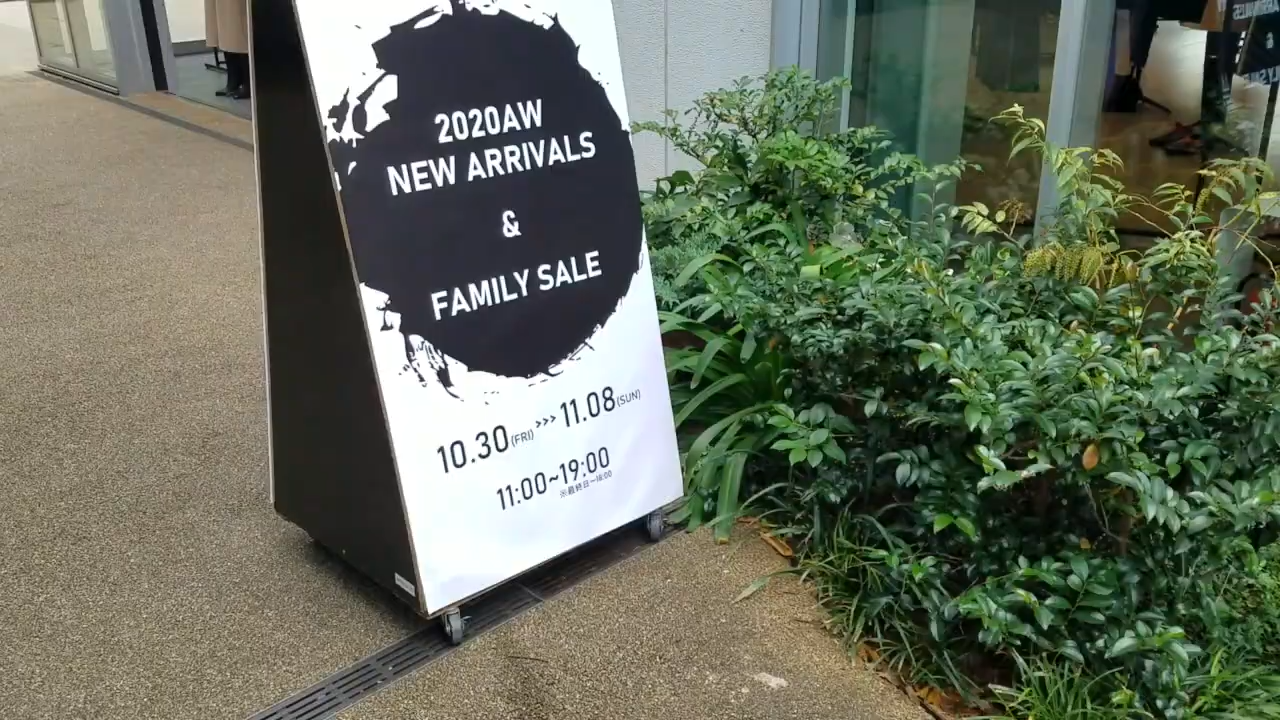 2020AW
NEW ARRIVALS
&
FAMILY SALE
10.30(FRI)>>>11.08(SUN)
11:00~19:00
※最終日~18:00